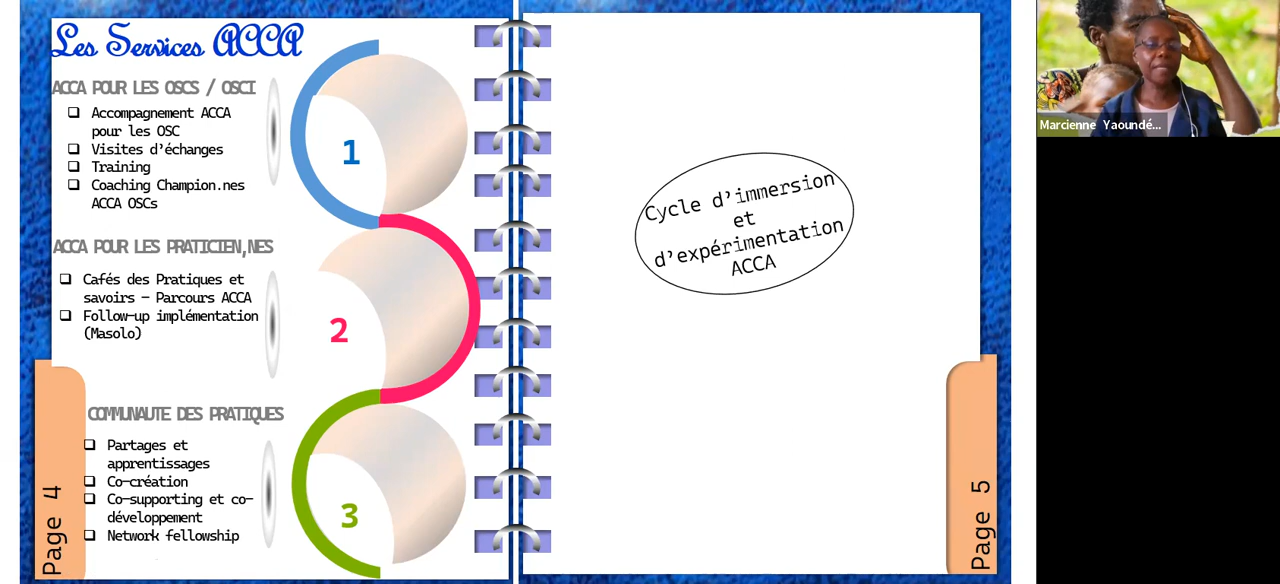 Les Services ACCA
ACCA POUR LES OSCS / OSCI
❑ Accompagnement ACCA
pour les OSC
❑ Visites d'échanges
❑ Training
❑ Coaching Champion.nes
ACCA OSCs
1
ACCA POUR LES PRATICIEN,NES
❑ Cafés des Pratiques et
savoirs – Parcours ACCA
❑ Follow-up implémentation
(Masolo)
2
COMMUNAUTE DES PRATIQUES
❑ Partages et
apprentissages
❑ Co-création
❑ Co-supporting et co-
développement
❑ Network fellowship
3
Page 4
Cycle d'immersion
et
d'expérimentation
ACCA
Page 5
Marcienne Yaoundé...